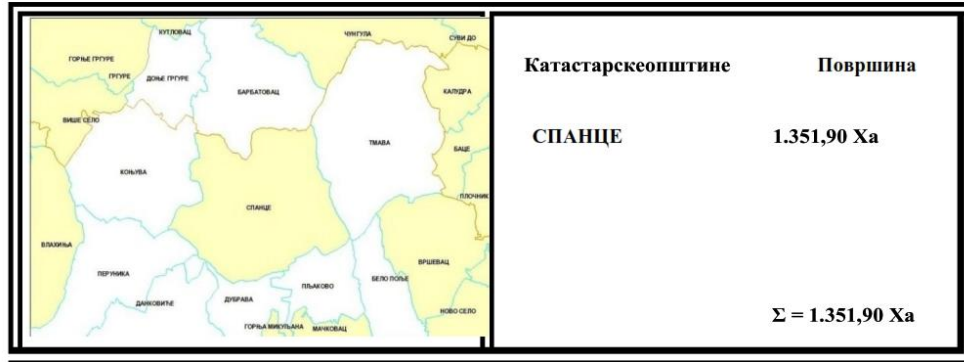 КУТЛОВАЦ
ЧУНГУЛА
СУВИ ДО
ГОРЊЕ ГРГУРЕ
ГРГУРЕ
ДОЊЕ ГРГУРЕ
БАРБАТОВАЦ
КАЛУДРА
ВИШЕ СЕЛО
ТМАВА
БАЦЕ
КОЊУВА
ПЛОЧНИК
СПАНЦЕ
ВЛАХИЊА
ВРШЕВАЦ
ПЕРУНИКА
БЕЛО ПОЉЕ
ПЉАКОВО
ДАНКОВИЋЕ
ДУБРАВА
НОВО СЕЛО
ГОРЊА МИКУЉАНА
МАЧКОВАЦ
Катастарскеопштине Површина
СПАНЦЕ 1.351,90 Ха
Σ = 1.351,90 Ха